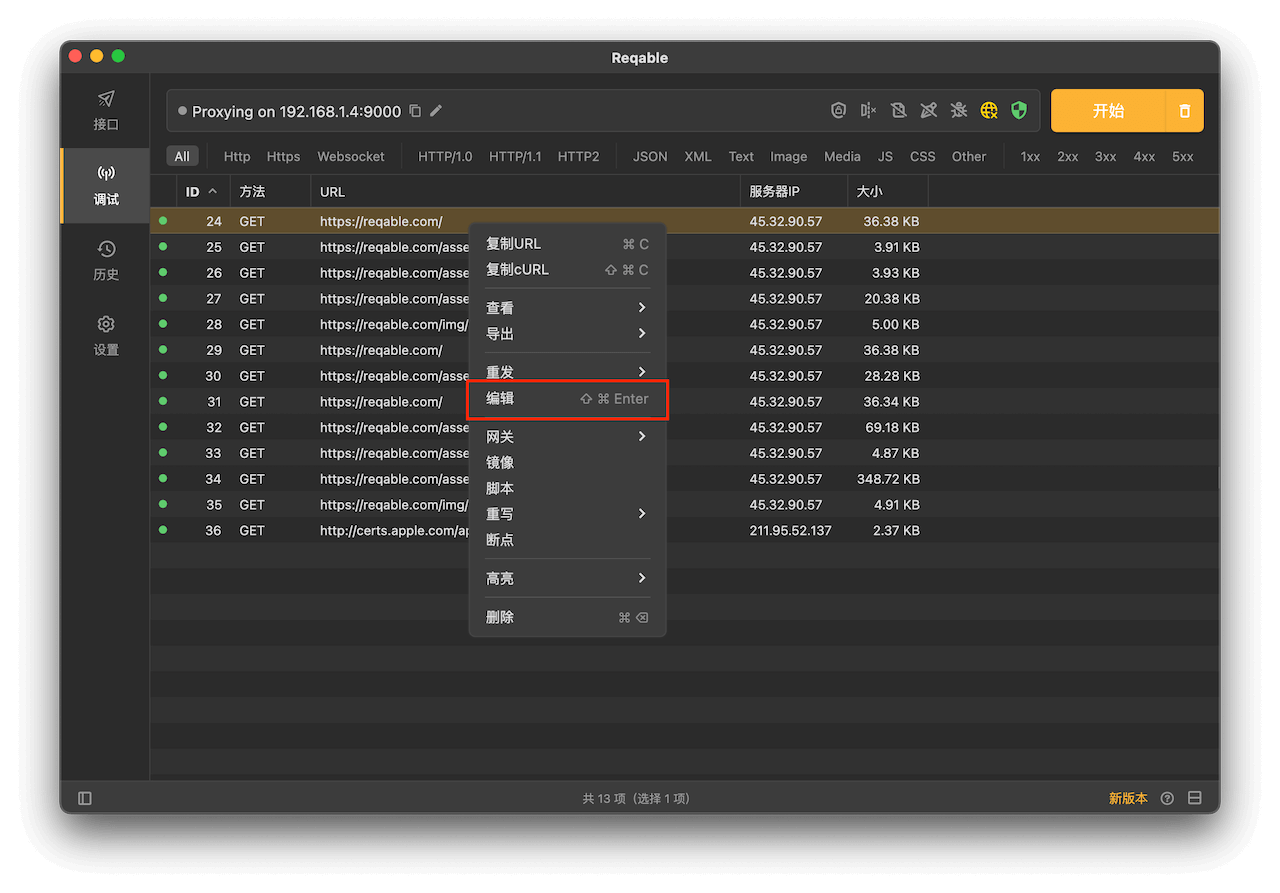 Reqable
接口
调试
历史
设置
Proxying on 192.168.1.4:9000
开始
All Http Https Websocket HTTP/1.0 HTTP/1.1 HTTP2 JSON XML Text Image Media JS CSS Other 1xx 2xx 3xx 4xx 5xx
ID 方法 URL 服务器IP 大小
24 GET https://reqable.com/ 45.32.90.57 36.38 KB
25 GET https://reqable.com/asse 45.32.90.57 3.91 KB
26 GET https://reqable.com/asse 45.32.90.57 3.93 KB
27 GET https://reqable.com/asse 45.32.90.57 20.38 KB
28 GET https://reqable.com/img/ 45.32.90.57 5.00 KB
29 GET https://reqable.com/ 45.32.90.57 36.38 KB
30 GET https://reqable.com/asse 45.32.90.57 28.28 KB
31 GET https://reqable.com/ 45.32.90.57 36.34 KB
32 GET https://reqable.com/asse 45.32.90.57 69.18 KB
33 GET https://reqable.com/asse 45.32.90.57 4.87 KB
34 GET https://reqable.com/asse 45.32.90.57 348.72 KB
35 GET https://reqable.com/img/ 45.32.90.57 4.91 KB
36 GET http://certs.apple.com/ap 211.95.52.137 2.37 KB
复制URL ⌘ C
复制cURL ⇧ ⌘ C
查看
导出
重发
编辑 ⇧ ⌘ Enter
网关
镜像
脚本
重写
断点
高亮
删除 ⌘ ⌫
共 13 项（选择 1 项）
新版本